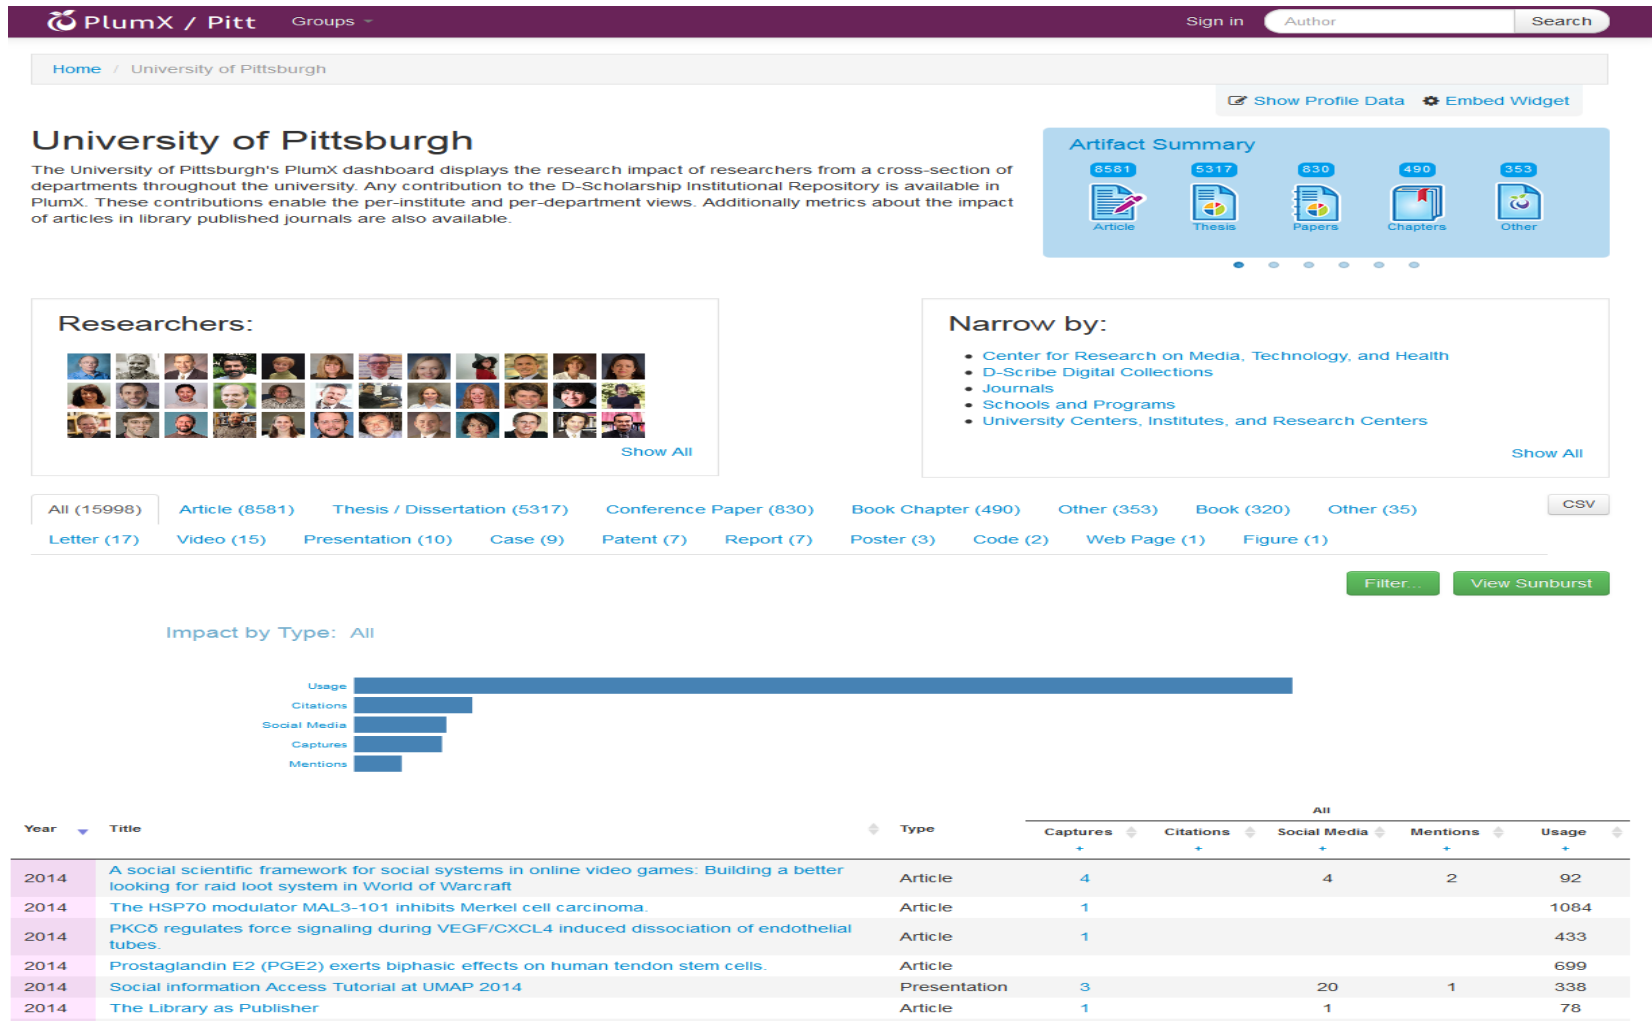 PlumX / Pitt Groups Sign in Author Search
Home / University of Pittsburgh
Show Profile Data Embed Widget
University of Pittsburgh
The University of Pittsburgh's PlumX dashboard displays the research impact of researchers from a cross-section of
departments throughout the university. Any contribution to the D-Scholarship Institutional Repository is available in
PlumX. These contributions enable the per-institute and per-department views. Additionally metrics about the impact
of articles in library published journals are also available.
Artifact Summary
8581 5317 830 490 353
Article Thesis Papers Chapters Other
Researchers:
Show All
Narrow by:
Center for Research on Media, Technology, and Health
D-Scribe Digital Collections
Journals
Schools and Programs
University Centers, Institutes, and Research Centers
Show All
All (15998) Article (8581) Thesis / Dissertation (5317) Conference Paper (830) Book Chapter (490) Other (353) Book (320) Other (35) CSV
Letter (17) Video (15) Presentation (10) Case (9) Patent (7) Report (7) Poster (3) Code (2) Web Page (1) Figure (1)
Filter... View Sunburst
Impact by Type: All
Usage
Citations
Social Media
Captures
Mentions
All
Year Title Type Captures Citations Social Media Mentions Usage
+ + + + +
2014 A social scientific framework for social systems in online video games: Building a better
looking for raid loot system in World of Warcraft Article 4 4 2 92
2014 The HSP70 modulator MAL3-101 inhibits Merkel cell carcinoma. Article 1 1084
2014 PKCδ regulates force signaling during VEGF/CXCL4 induced dissociation of endothelial
tubes. Article 1 433
2014 Prostaglandin E2 (PGE2) exerts biphasic effects on human tendon stem cells. Article 699
2014 Social information Access Tutorial at UMAP 2014 Presentation 3 20 1 338
2014 The Library as Publisher Article 1 1 78